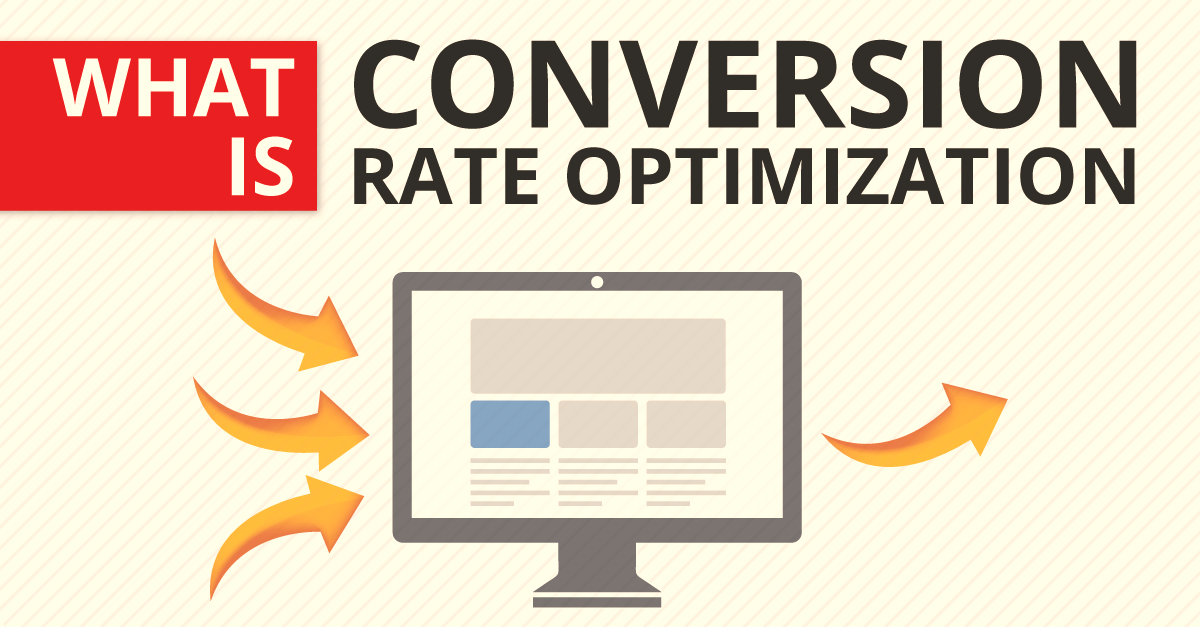 WHAT
IS
CONVERSION
RATE OPTIMIZATION